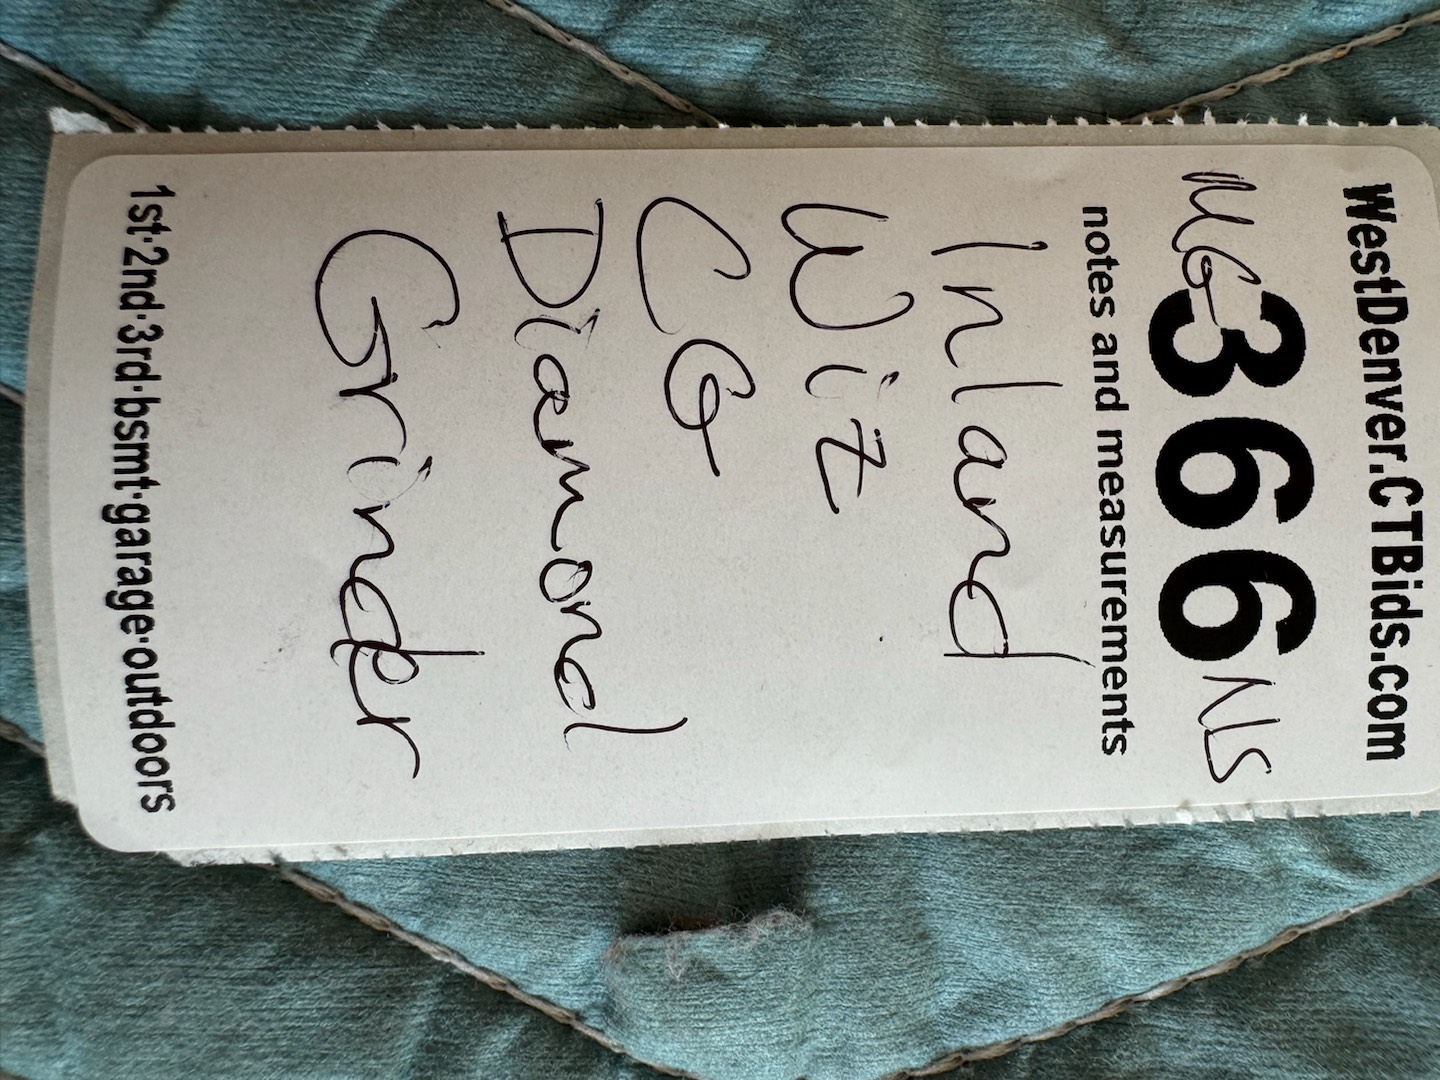 WestDenver.CTBids.com
MG 366 NS
notes and measurements
Inland
Wiz
CG
Diamond
Grinder
1st·2nd·3rd·bsmt·garage·outdoors